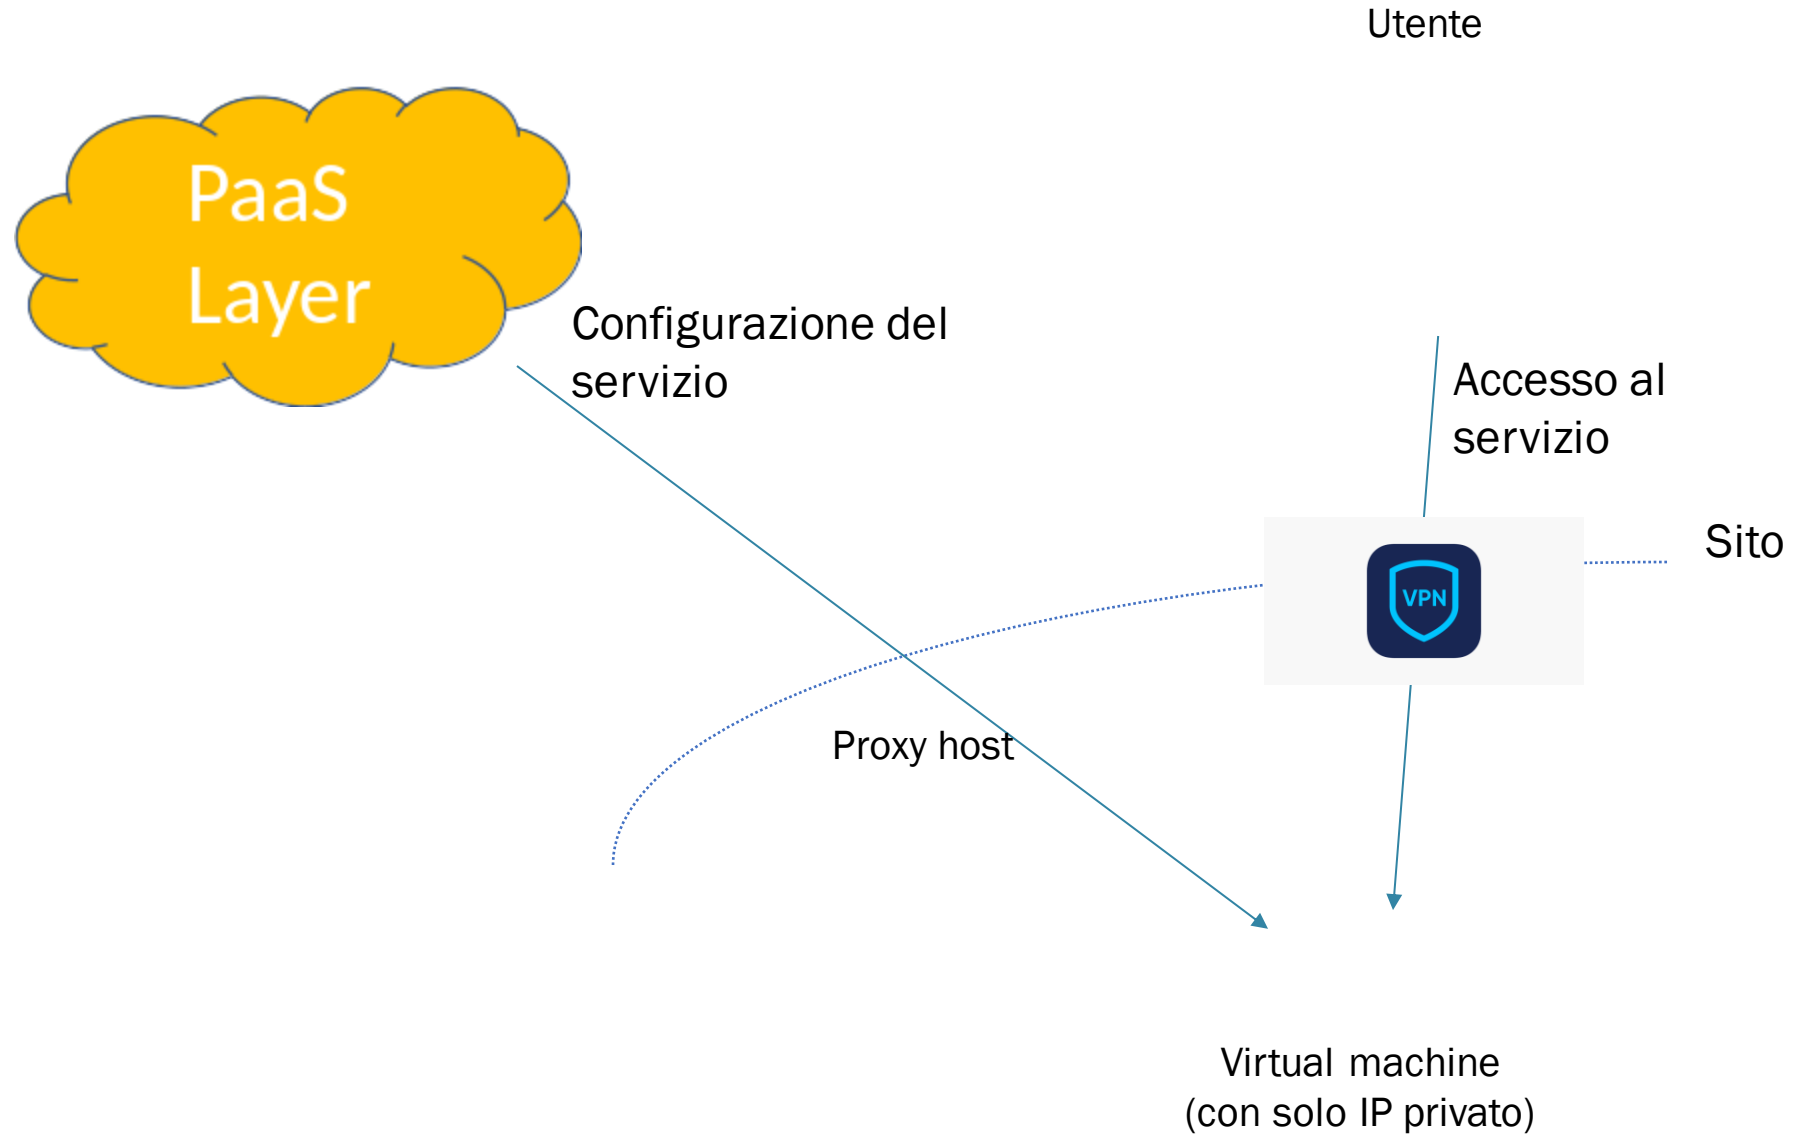 Utente
PaaS
Layer
Configurazione del
servizio
Accesso al
servizio
Sito
VPN
Proxy host
Virtual machine
(con solo IP privato)